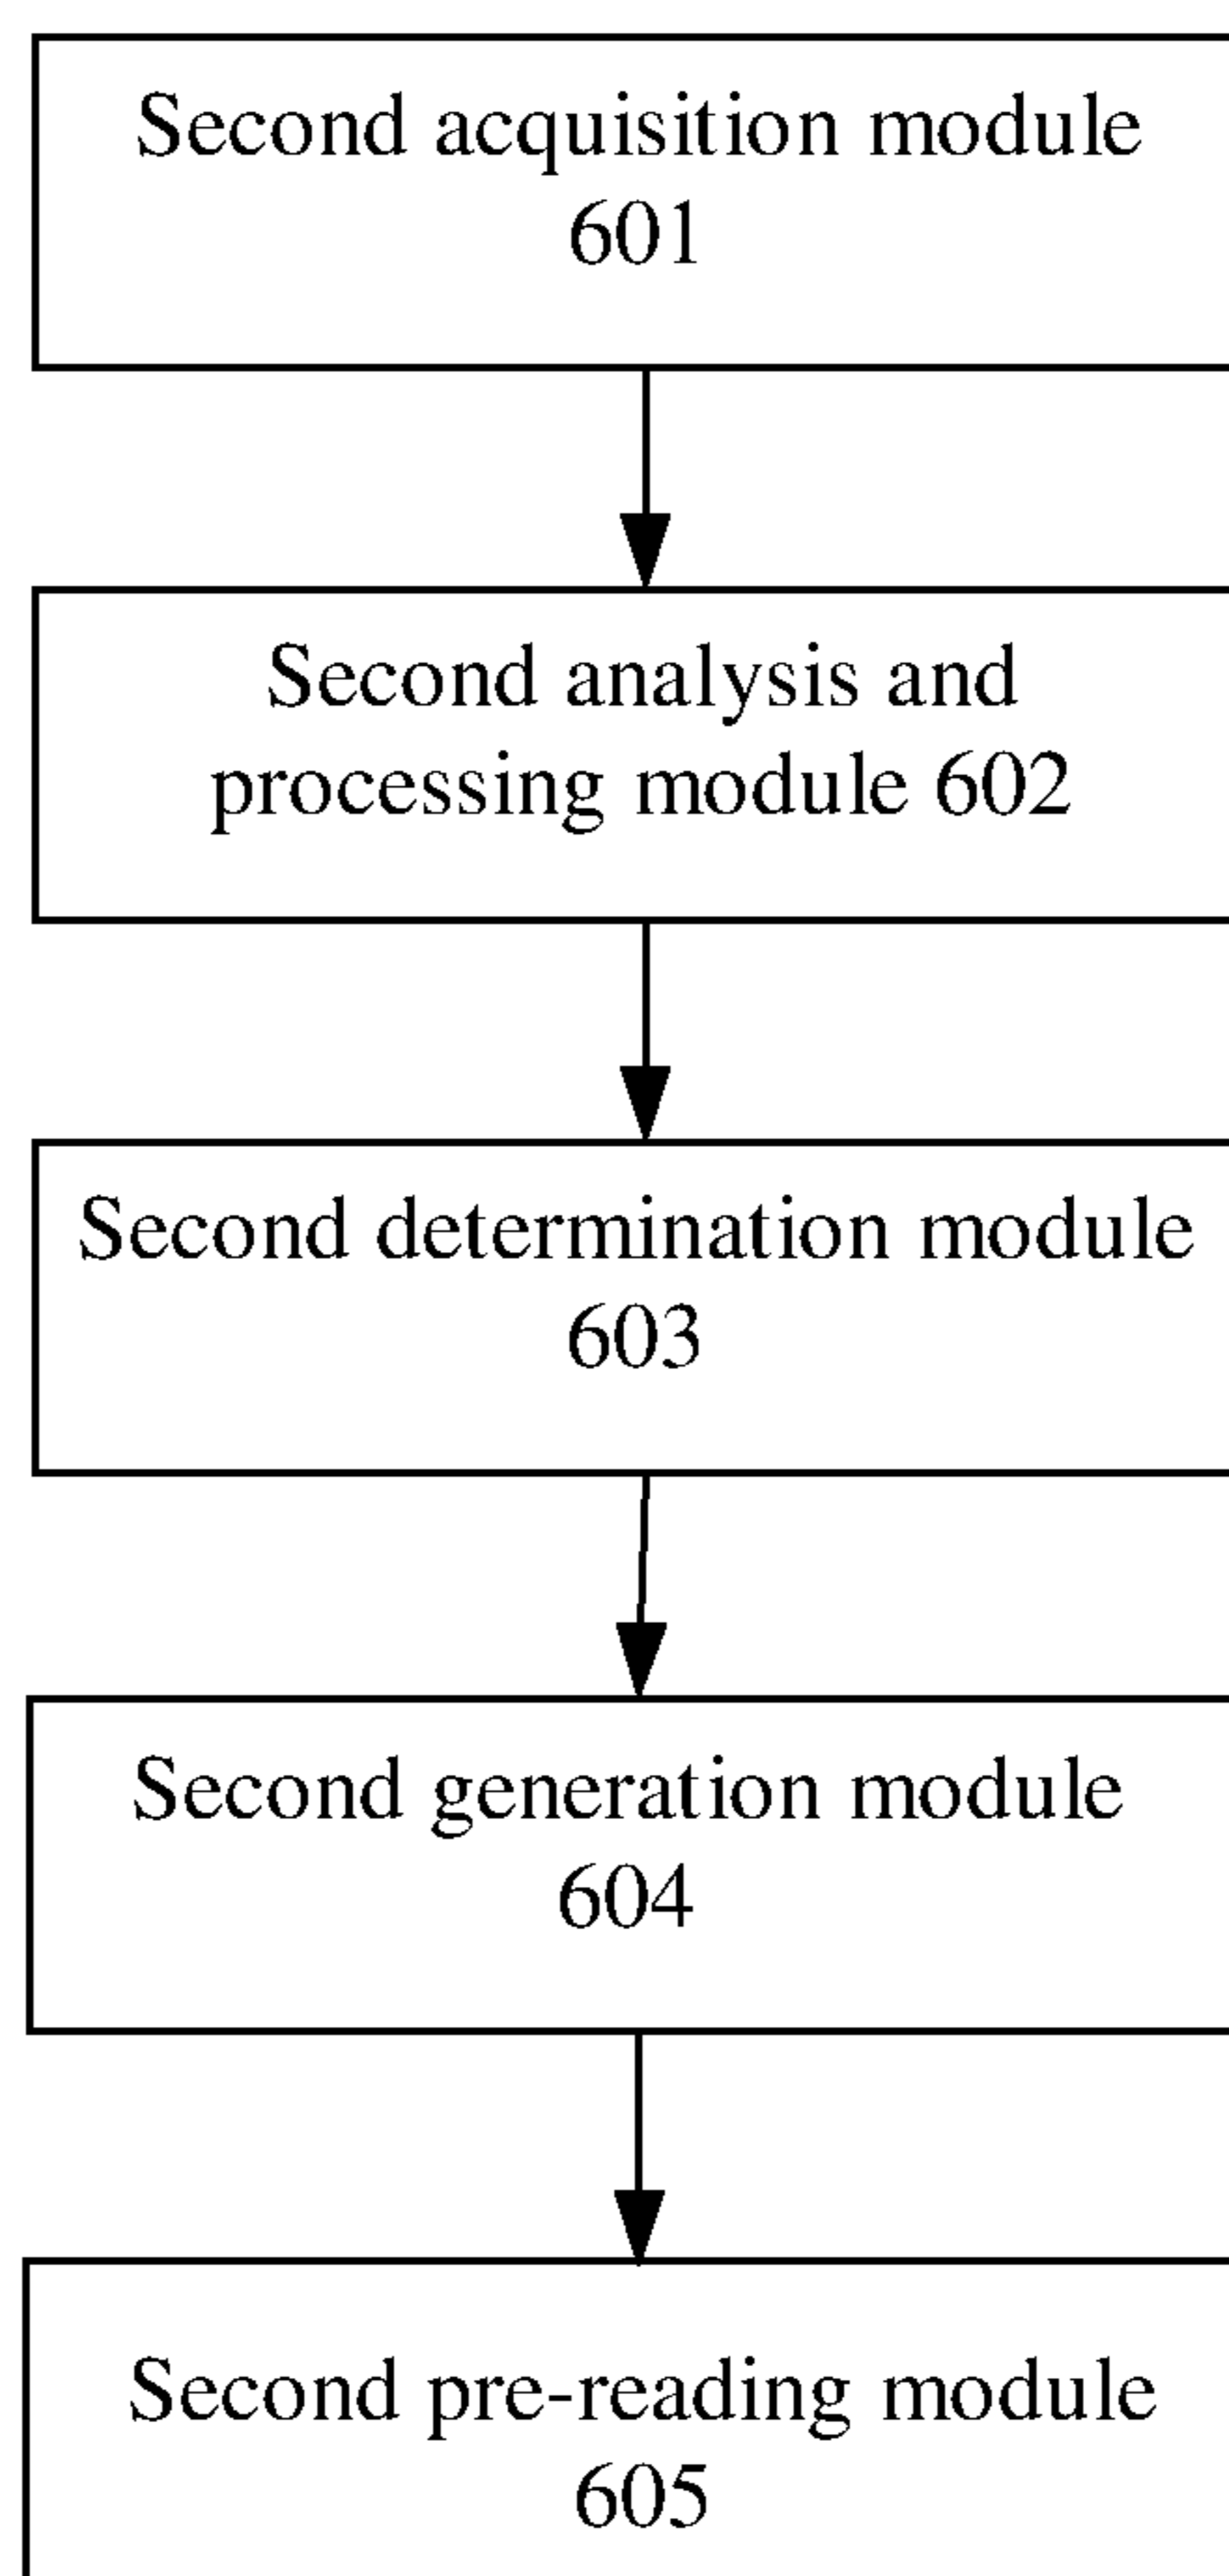 Second acquisition module
601
Second analysis and
processing module 602
Second determination module
603
Second generation module
604
Second pre-reading module
605